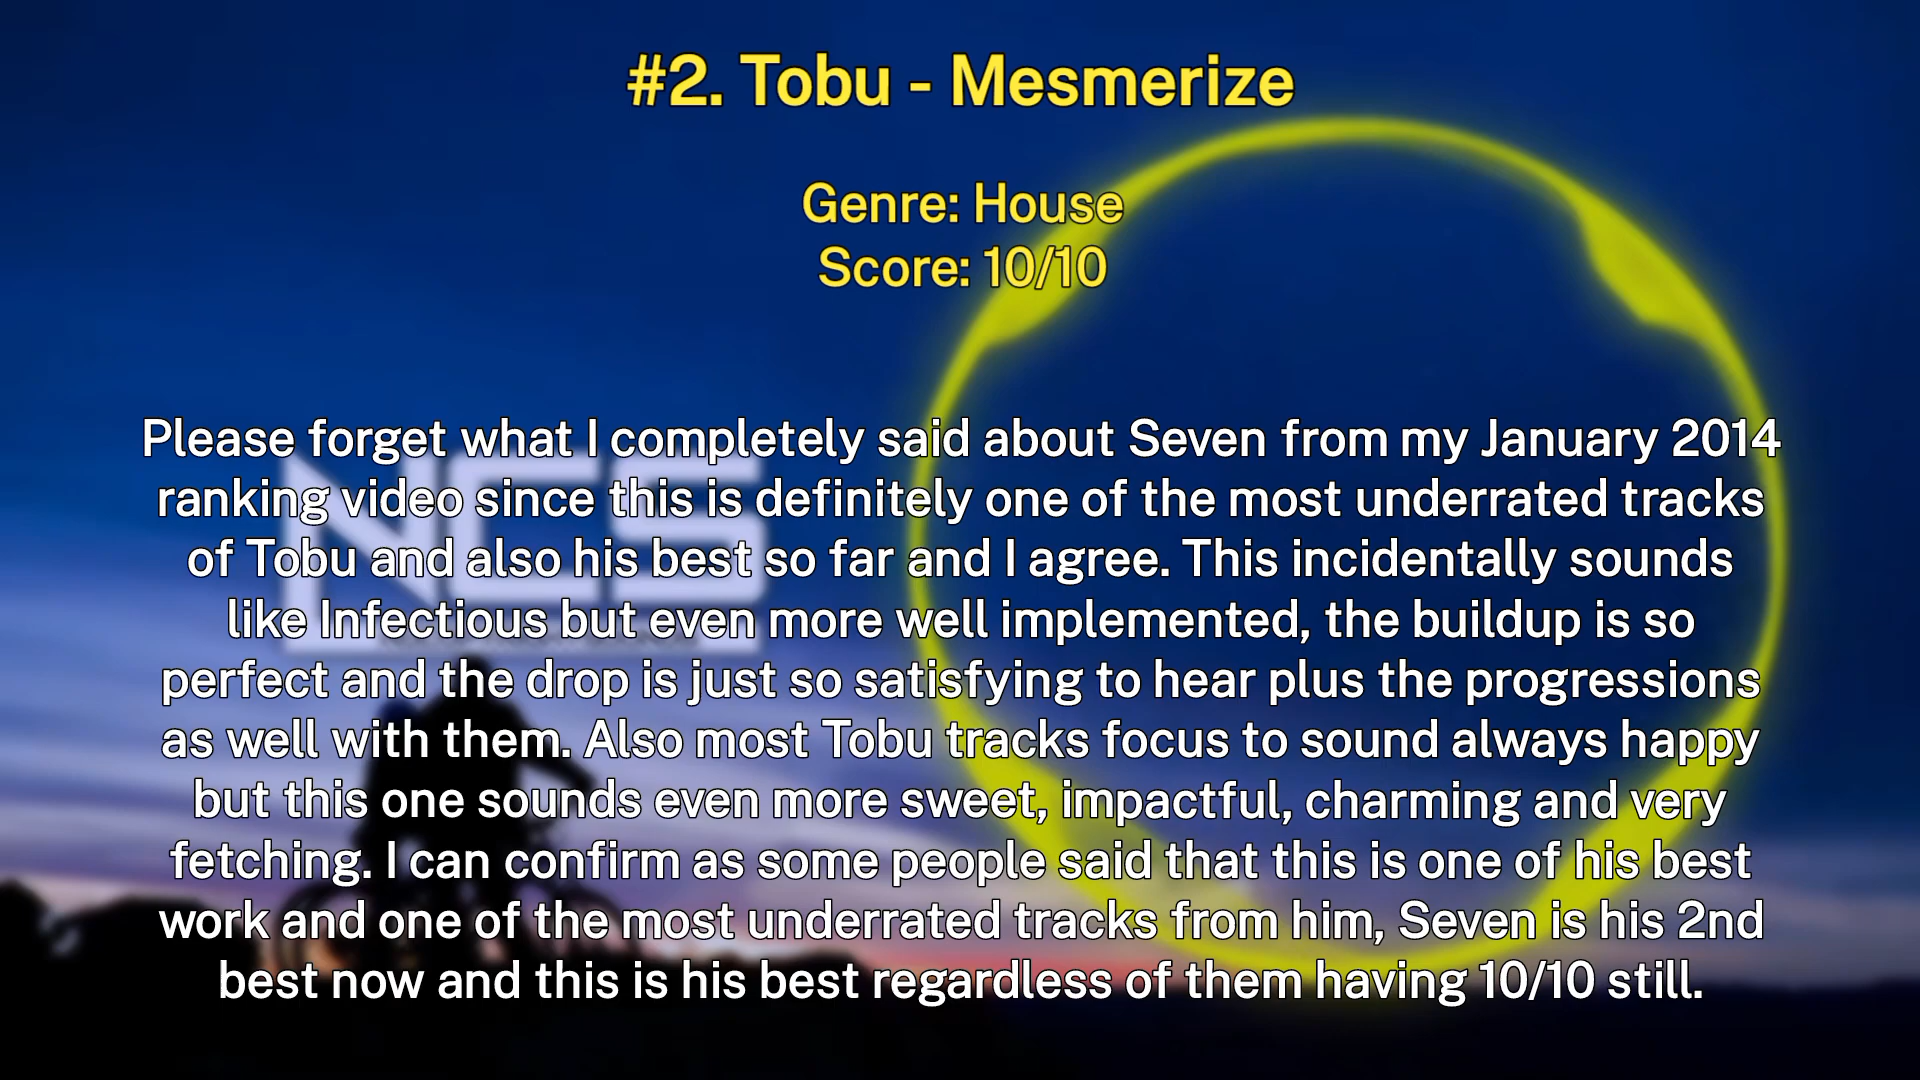 #2. Tobu - Mesmerize
Genre: House
Score: 10/10
Please forget what I completely said about Seven from my January 2014
ranking video since this is definitely one of the most underrated tracks
of Tobu and also his best so far and I agree. This incidentally sounds
like Infectious but even more well implemented, the buildup is so
perfect and the drop is just so satisfying to hear plus the progressions
as well with them. Also most Tobu tracks focus to sound always happy
but this one sounds even more sweet, impactful, charming and very
fetching. I can confirm as some people said that this is one of his best
work and one of the most underrated tracks from him, Seven is his 2nd
best now and this is his best regardless of them having 10/10 still.
NCS